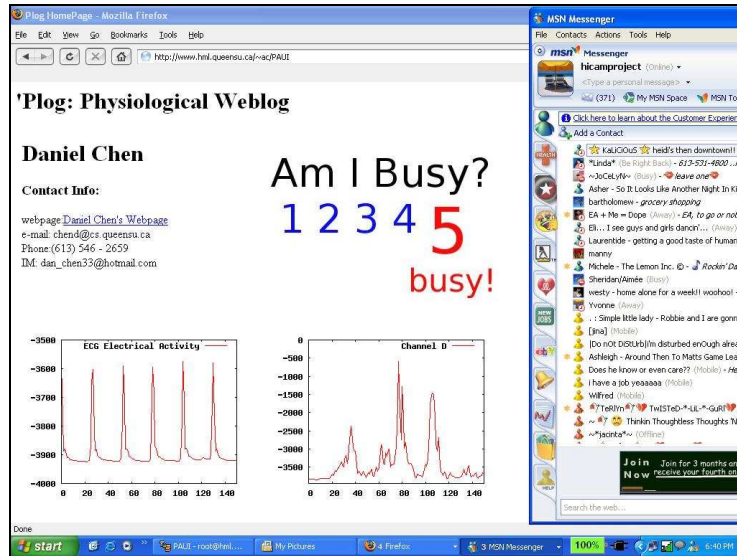 Plog HomePage - Mozilla Firefox
File Edit View Go Bookmarks Tools Help
http://www.hml.queensu.ca/~ac/PAUI
'Plog: Physiological Weblog
Daniel Chen
Contact Info:
webpage:Daniel Chen's Webpage
e-mail: chend@cs.queensu.ca
Phone:(613) 546 - 2659
IM: dan_chen33@hotmail.com
Am I Busy?
1 2 3 4 5
busy!
ECG Electrical Activity
-3500
-3600
-3700
-3800
-3900
-4000
0 20 40 60 80 100 120 140
Channel D
0
-500
-1000
-1500
-2000
-2500
-3000
-3500
0 20 40 60 80 100 120 140
Done
MSN Messenger
File Contacts Actions Tools Help
msn Messenger
hicamproject (Online)
<Type a personal message>
(371) My MSN Space MSN To
Click here to learn about the Customer Experien
Add a Contact
KaLiCiOuS heidi's then downtown!!
*Linda* (Be Right Back) - 613-531-4800 ..
~JoCeLyN~ (Busy) - leave one
Asher - So It Looks Like Another Night In Ki
bartholomew - grocery shopping
EA + Me = Dope (Away) - EA, to go or not
Eli... I see guys and girls dancin'... (Away)
Laurentide - getting a good taste of human
manny
Michele - The Lemon Inc. © - Rockin' Da
Sheridan/Aimée (Busy)
westy - home alone for a week!! woohoo! -
Yvonne (Away)
. : Simple little lady - Robbie and I are gonn
[jina] (Mobile)
|Do nOt DiStUrb|i'm disturbed enOugh alrea
Ashleigh - Around Then To Matts Game Lea
Does he know or even care?? (Mobile) - He
i have a job yeaaaaa (Mobile)
Wilfred (Mobile)
TeRlYn TwISTeD-*-LiL-*-GuRl
~ Thinkin Thoughtless Thoughts 'N
~*jacinta*~ (Offline)
HEALTH
NEW JOBS
ebY
HELP
Join Now
Join for 3 months an
receive your fourth on
Search the web...
start
PAUI - root@hml....
My Pictures
4 Firefox
3 MSN Messenger
100%
6:40 PM